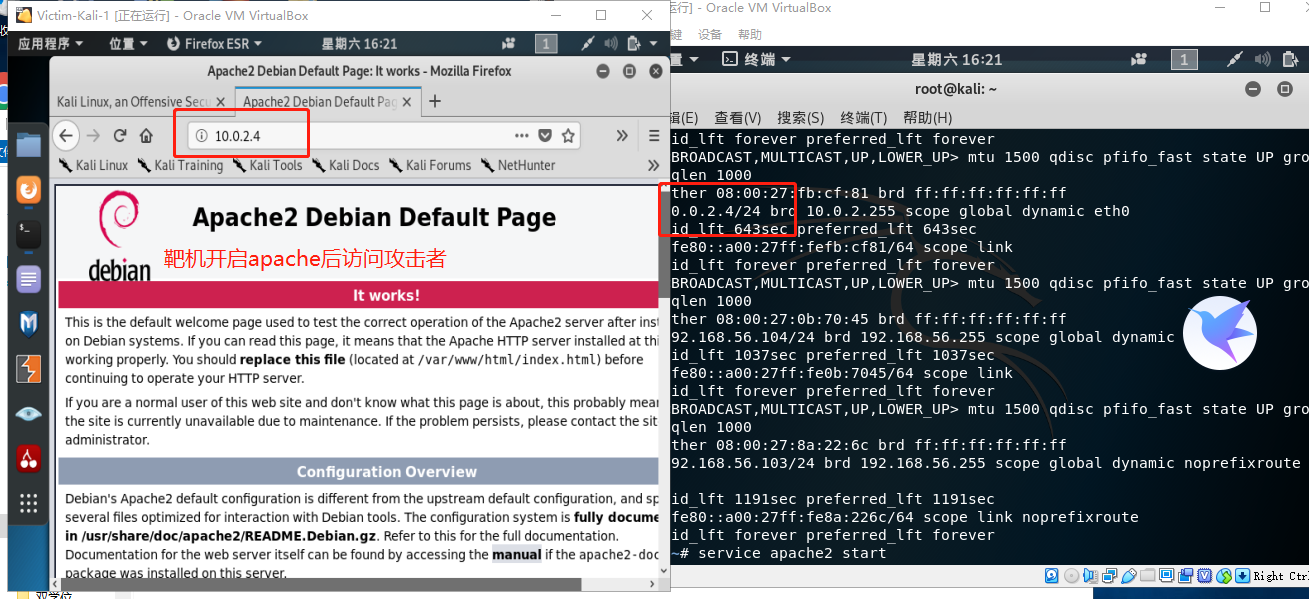 Victim-Kali-1 [正在运行] - Oracle VM VirtualBox
应用程序 位置 Firefox ESR 星期六 16:21 1
Apache2 Debian Default Page: It works - Mozilla Firefox
Kali Linux, an Offensive Secu Apache2 Debian Default Pag
10.0.2.4
Kali Linux Kali Training Kali Tools Kali Docs Kali Forums NetHunter
debian
Apache2 Debian Default Page
靶机开启apache后访问攻击者
It works!
This is the default welcome page used to test the correct operation of the Apache2 server after inst
on Debian systems. If you can read this page, it means that the Apache HTTP server installed at thi
working properly. You should replace this file (located at /var/www/html/index.html) before
continuing to operate your HTTP server.
If you are a normal user of this web site and don't know what this page is about, this probably mear
the site is currently unavailable due to maintenance. If the problem persists, please contact the sit
administrator.
Configuration Overview
Debian's Apache2 default configuration is different from the upstream default configuration, and sp
several files optimized for interaction with Debian tools. The configuration system is fully docume
in /usr/share/doc/apache2/README.Debian.gz. Refer to this for the full documentation.
Documentation for the web server itself can be found by accessing the manual if the apache2-doc
package was installed on this server.
双学位
运行] - Oracle VM VirtualBox
键 设备 帮助
置 终端 星期六 16:21 1
root@kali: ~
辑(E) 查看(V) 搜索(S) 终端(T) 帮助(H)
id_lft forever preferred_lft forever
BROADCAST,MULTICAST,UP,LOWER_UP> mtu 1500 qdisc pfifo_fast state UP gro
qlen 1000
ther 08:00:27:fb:cf:81 brd ff:ff:ff:ff:ff:ff
0.0.2.4/24 brd 10.0.2.255 scope global dynamic eth0
id_lft 643sec preferred_lft 643sec
fe80::a00:27ff:fefb:cf81/64 scope link
id_lft forever preferred_lft forever
BROADCAST,MULTICAST,UP,LOWER_UP> mtu 1500 qdisc pfifo_fast state UP gro
qlen 1000
ther 08:00:27:0b:70:45 brd ff:ff:ff:ff:ff:ff
92.168.56.104/24 brd 192.168.56.255 scope global dynamic
id_lft 1037sec preferred_lft 1037sec
fe80::a00:27ff:fe0b:7045/64 scope link
id_lft forever preferred_lft forever
BROADCAST,MULTICAST,UP,LOWER_UP> mtu 1500 qdisc pfifo_fast state UP gro
qlen 1000
ther 08:00:27:8a:22:6c brd ff:ff:ff:ff:ff:ff
92.168.56.103/24 brd 192.168.56.255 scope global dynamic noprefixroute
id_lft 1191sec preferred_lft 1191sec
fe80::a00:27ff:fe8a:226c/64 scope link noprefixroute
id_lft forever preferred_lft forever
~# service apache2 start
Right Ctrl